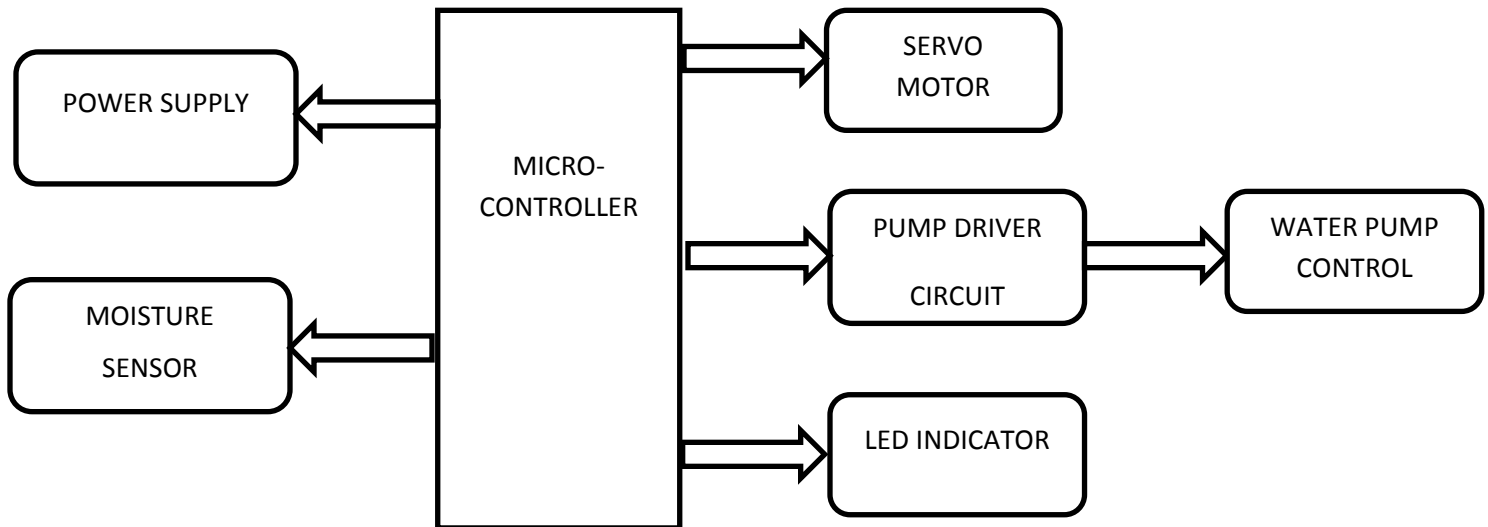 POWER SUPPLY
MOISTURE
SENSOR
MICRO-
CONTROLLER
SERVO
MOTOR
PUMP DRIVER
CIRCUIT
WATER PUMP
CONTROL
LED INDICATOR